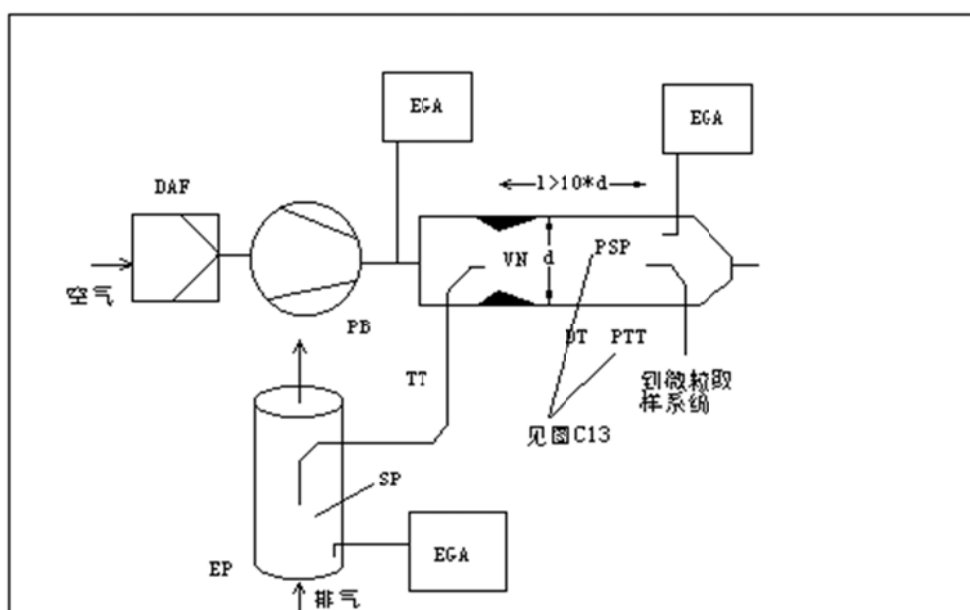 EGA
EGA
DAF
l>10*d
VN
d
PSP
空气
PB
DT
PTT
TT
到微粒取
样系统
见图C13
SP
EGA
EP
排气